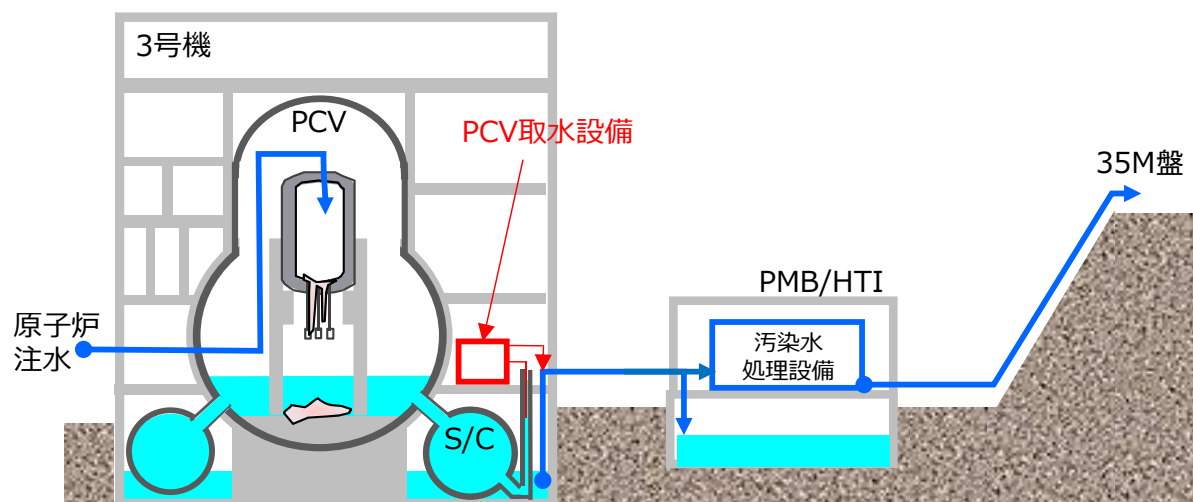 3号機
PCV
PCV取水設備
35M盤
PMB/HTI
原子炉
注水
汚染水
処理設備
S/C